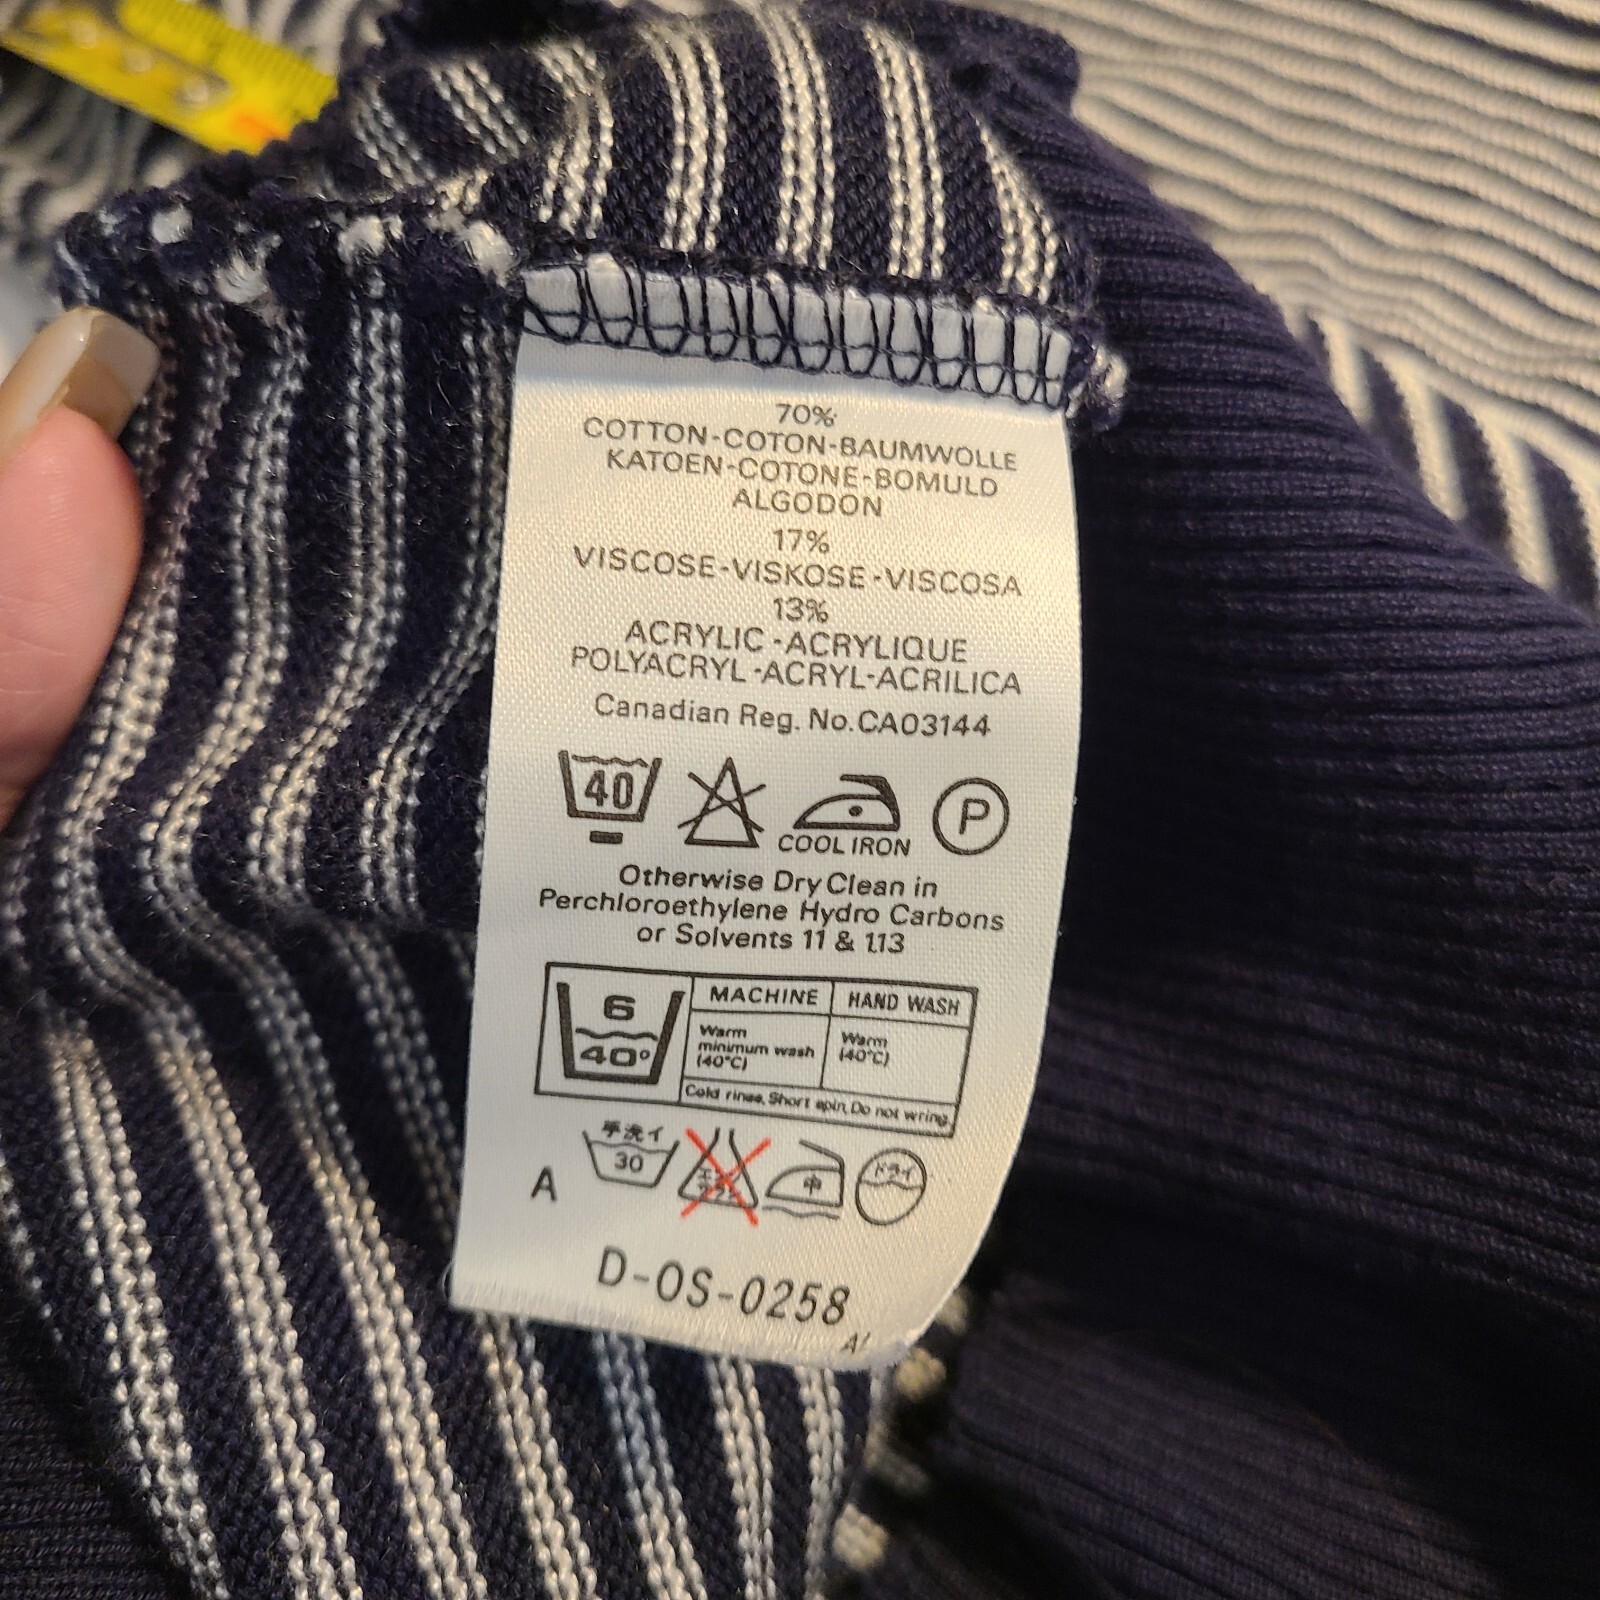 70%
COTTON-COTON-BAUMWOLLE
KATOEN-COTONE-BOMULD
ALGODON
17%
VISCOSE-VISKOSE-VISCOSA
13%
ACRYLIC-ACRYLIQUE
POLYACRYL-ACRYL-ACRILICA
Canadian Reg. No.CA03144
40
P
COOL IRON
Otherwise Dry Clean in
Perchloroethylene Hydro Carbons
or Solvents 11 & 113
6
40°
MACHINE HAND WASH
Warm
minimum wash
(40°C)
Warm
(40°C)
Cold rinse, Short spin, Do not wring.
手洗イ
30
中
ドライ
A
D-OS-0258